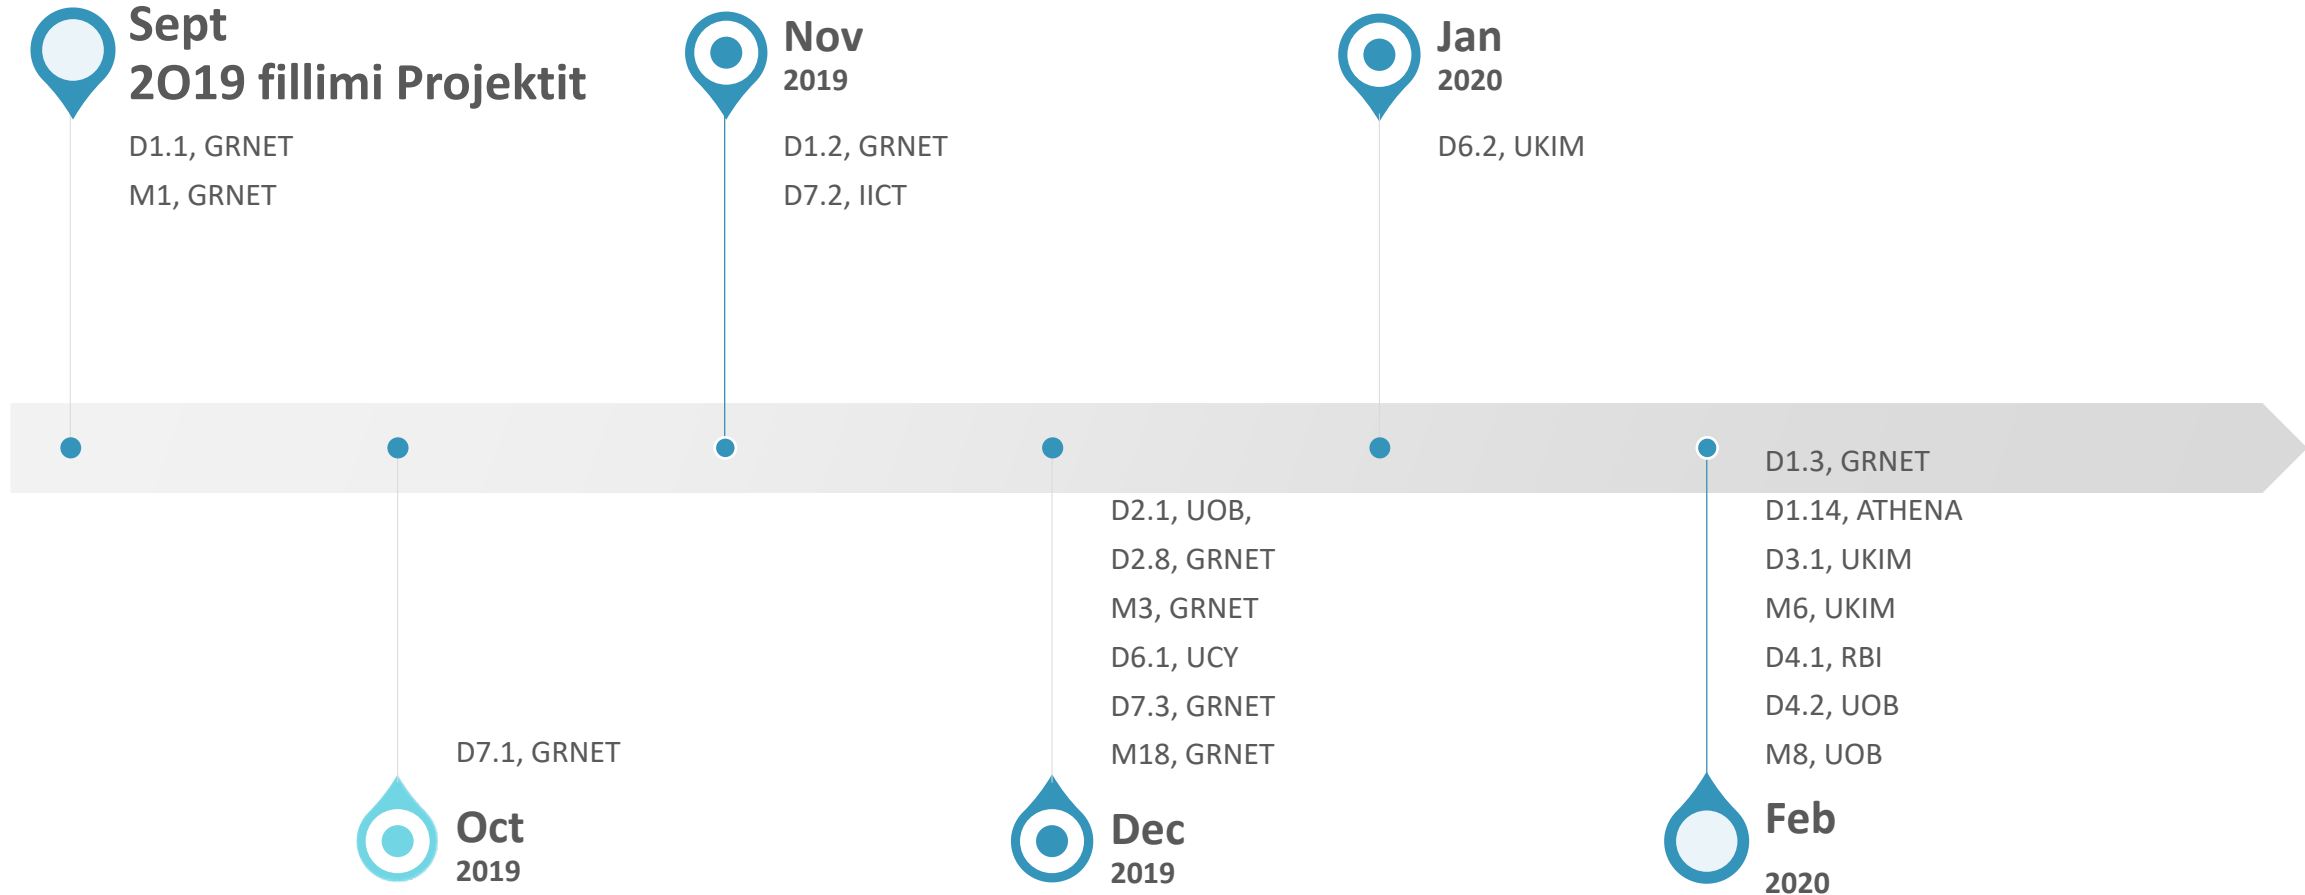 Sept
2O19 fillimi Projektit
D1.1, GRNET
M1, GRNET
Nov
2019
D1.2, GRNET
D7.2, IICT
Jan
2020
D6.2, UKIM
D7.1, GRNET
Oct
2019
D2.1, UOB,
D2.8, GRNET
M3, GRNET
D6.1, UCY
D7.3, GRNET
M18, GRNET
Dec
2019
D1.3, GRNET
D1.14, ATHENA
D3.1, UKIM
M6, UKIM
D4.1, RBI
D4.2, UOB
M8, UOB
Feb
2020